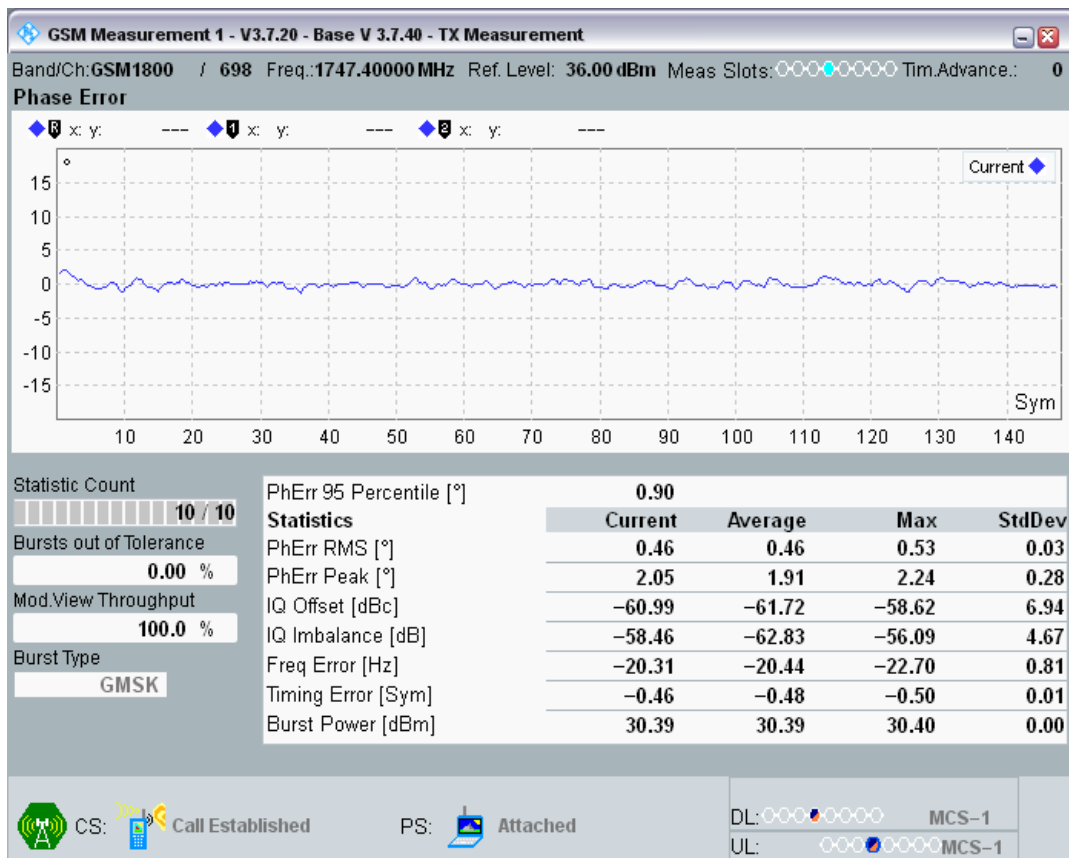 GSM Measurement 1 - V3.7.20 - Base V 3.7.40 - TX Measurement
Band/Ch:GSM1800 / 698 Freq.:1747.40000 MHz Ref. Level: 36.00 dBm Meas Slots: Tim.Advance.: 0
Phase Error
R x: y: --- 1 x: y: --- 2 x: y: ---
°
Current
15
10
5
0
-5
-10
-15
Sym
10 20 30 40 50 60 70 80 90 100 110 120 130 140
Statistic Count
10 / 10
Bursts out of Tolerance
0.00 %
Mod.View Throughput
100.0 %
Burst Type
GMSK
PhErr 95 Percentile [°] 0.90
Statistics Current Average Max StdDev
PhErr RMS [°] 0.46 0.46 0.53 0.03
PhErr Peak [°] 2.05 1.91 2.24 0.28
IQ Offset [dBc] −60.99 −61.72 −58.62 6.94
IQ Imbalance [dB] −58.46 −62.83 −56.09 4.67
Freq Error [Hz] −20.31 −20.44 −22.70 0.81
Timing Error [Sym] −0.46 −0.48 −0.50 0.01
Burst Power [dBm] 30.39 30.39 30.40 0.00
CS: Call Established PS: Attached
DL: MCS−1
UL: MCS−1